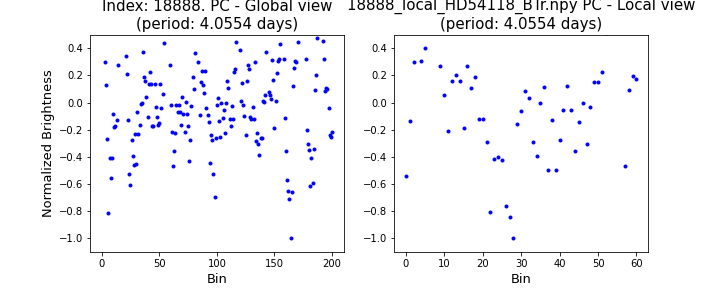 Index: 18888. PC - Global view
(period: 4.0554 days)
18888_local_HD54118_BTr.npy PC - Local view
(period: 4.0554 days)
Normalized Brightness
0.4
0.2
0.0
−0.2
−0.4
−0.6
−0.8
−1.0
0 50 100 150 200
Bin
0.4
0.2
0.0
−0.2
−0.4
−0.6
−0.8
−1.0
0 10 20 30 40 50 60
Bin